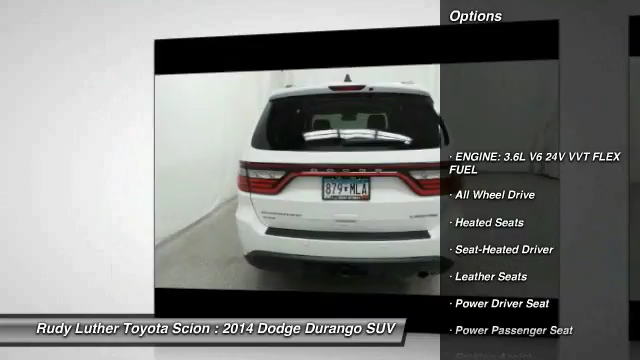 Options
DODGE
879 MLA
· ENGINE: 3.6L V6 24V VVT FLEX
FUEL
· All Wheel Drive
· Heated Seats
· Seat-Heated Driver
· Leather Seats
· Power Driver Seat
· Power Passenger Seat
Rudy Luther Toyota Scion : 2014 Dodge Durango SUV